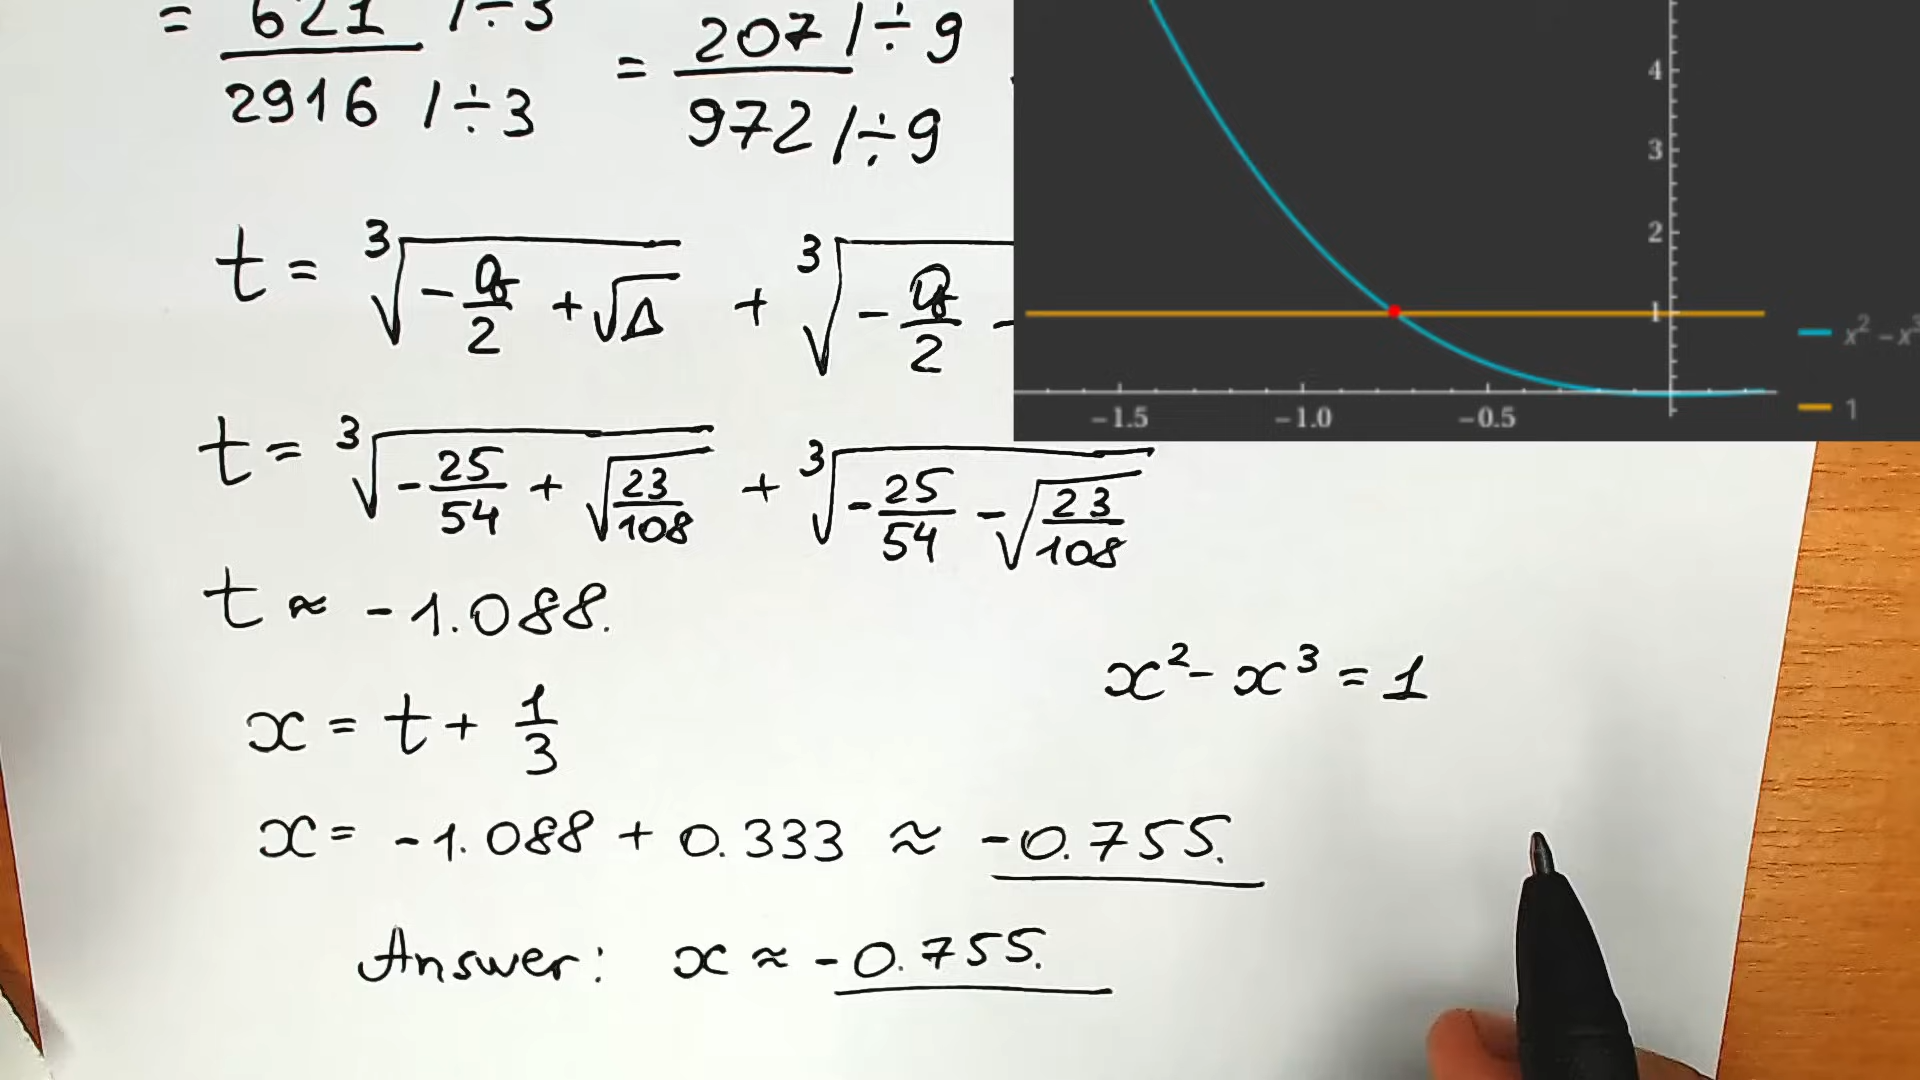 = 621/2916 /÷3 /÷3 = 207/972 /÷9 /÷9
t = ∛(-q/2 + √Δ) + ∛(-q/2 -
t = ∛(-25/54 + √(23/108)) + ∛(-25/54 - √(23/108))
t ≈ -1.088.
x² - x³ = 1
x = t + 1/3
x = -1.088 + 0.333 ≈ -0.755.
Answer: x ≈ -0.755.
4
3
2
1
-1.5 -1.0 -0.5
x² - x³
1